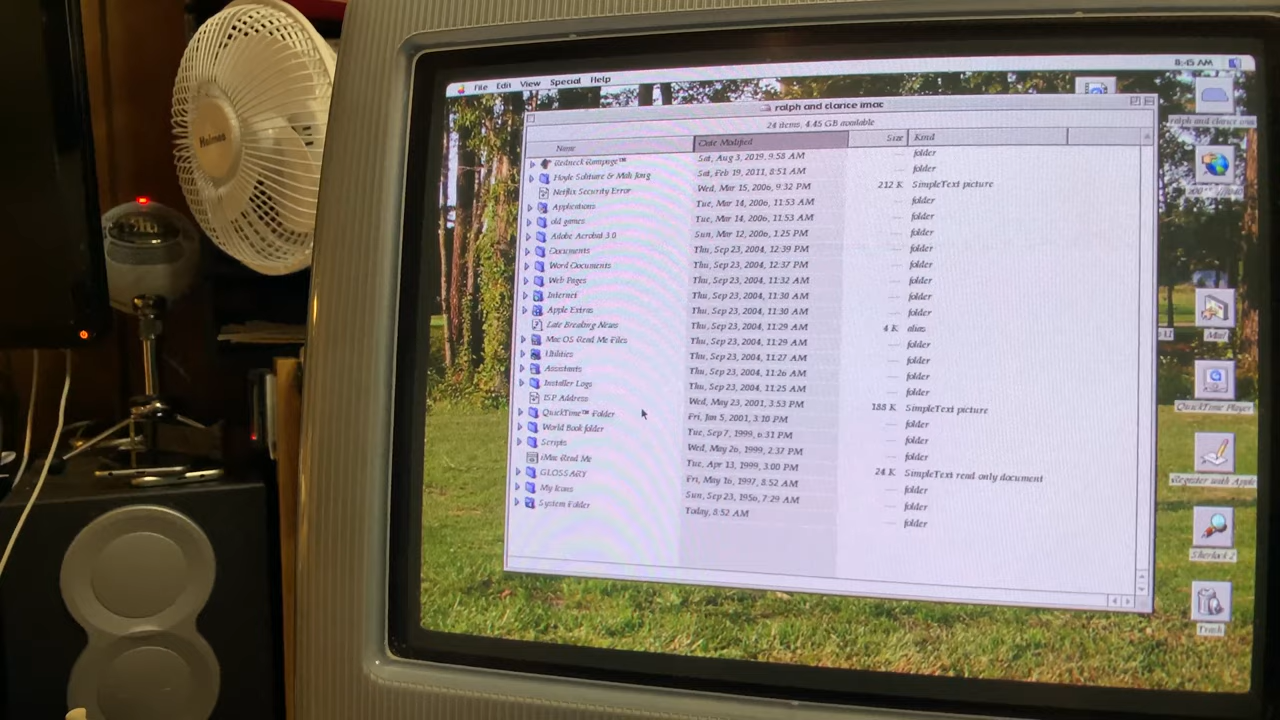 Holmes
File Edit View Special Help
8:45 AM
ralph and clarice imac
24 items, 4.45 GB available
Name Date Modified Size Kind
Redneck Rampage™ Sat, Aug 3, 2019, 9:58 AM — folder
Hoyle Solitaire & Mah Jong Sat, Feb 19, 2011, 8:51 AM — folder
Netflix Security Error Wed, Mar 15, 2006, 9:32 PM 212 K SimpleText picture
Applications Tue, Mar 14, 2006, 11:53 AM — folder
old games Tue, Mar 14, 2006, 11:53 AM — folder
Adobe Acrobat 3.0 Sun, Mar 12, 2006, 1:25 PM — folder
Documents Thu, Sep 23, 2004, 12:39 PM — folder
Word Documents Thu, Sep 23, 2004, 12:37 PM — folder
Web Pages Thu, Sep 23, 2004, 11:32 AM — folder
Internet Thu, Sep 23, 2004, 11:30 AM — folder
Apple Extras Thu, Sep 23, 2004, 11:30 AM — folder
Late Breaking News Thu, Sep 23, 2004, 11:29 AM 4 K alias
Mac OS Read Me Files Thu, Sep 23, 2004, 11:29 AM — folder
Utilities Thu, Sep 23, 2004, 11:27 AM — folder
Assistants Thu, Sep 23, 2004, 11:26 AM — folder
Installer Logs Thu, Sep 23, 2004, 11:25 AM — folder
ISP Address Wed, May 23, 2001, 3:53 PM 188 K SimpleText picture
QuickTime™ Folder Fri, Jan 5, 2001, 3:10 PM — folder
World Book folder Tue, Sep 7, 1999, 6:31 PM — folder
Scripts Wed, May 26, 1999, 2:37 PM — folder
iMac Read Me Tue, Apr 13, 1999, 3:00 PM 24 K SimpleText read-only document
GLOSSARY Fri, May 16, 1997, 8:52 AM — folder
My Icons Sun, Sep 23, 1956, 7:29 AM — folder
System Folder Today, 8:52 AM — folder
ralph and clarice imac
Mail
QuickTime Player
Register with Apple
Sherlock 2
Trash